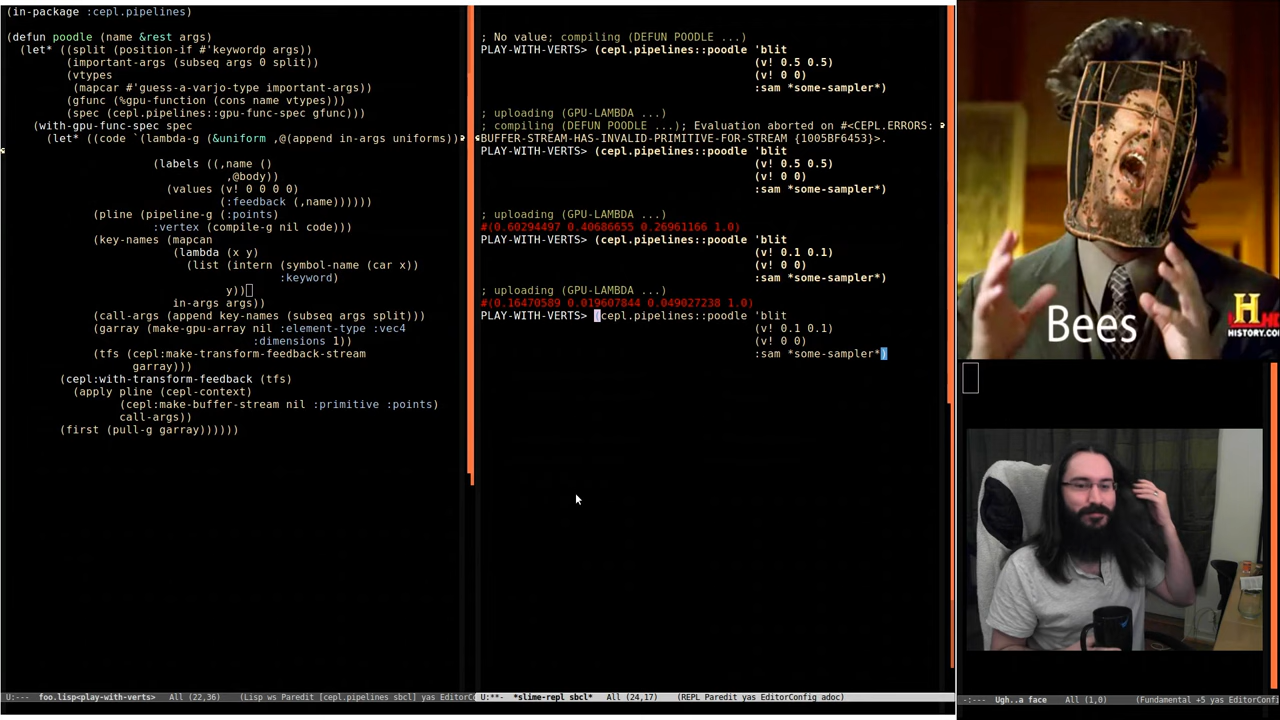 (in-package :cepl.pipelines)
(defun poodle (name &rest args)
(let* ((split (position-if #'keywordp args))
(important-args (subseq args 0 split))
(vtypes
(mapcar #'guess-a-varjo-type important-args))
(gfunc (%gpu-function (cons name vtypes)))
(spec (cepl.pipelines::gpu-func-spec gfunc)))
(with-gpu-func-spec spec
(let* ((code `(lambda-g (&uniform ,@(append in-args uniforms))
(labels ((,name ()
,@body))
(values (v! 0 0 0 0)
(:feedback (,name))))))
(pline (pipeline-g (:points)
:vertex (compile-g nil code)))
(key-names (mapcan
(lambda (x y)
(list (intern (symbol-name (car x))
:keyword)
y))
in-args args))
(call-args (append key-names (subseq args split)))
(garray (make-gpu-array nil :element-type :vec4
:dimensions 1))
(tfs (cepl:make-transform-feedback-stream
garray)))
(cepl:with-transform-feedback (tfs)
(apply pline (cepl-context)
(cepl:make-buffer-stream nil :primitive :points)
call-args))
(first (pull-g garray))))))
U:--- foo.lisp<play-with-verts> All (22,36) (Lisp ws Paredit [cepl.pipelines sbcl] yas EditorCo
; No value; compiling (DEFUN POODLE ...)
PLAY-WITH-VERTS> (cepl.pipelines::poodle 'blit
(v! 0.5 0.5)
(v! 0 0)
:sam *some-sampler*)
; uploading (GPU-LAMBDA ...)
; compiling (DEFUN POODLE ...); Evaluation aborted on #<CEPL.ERRORS:
BUFFER-STREAM-HAS-INVALID-PRIMITIVE-FOR-STREAM {1005BF6453}>.
PLAY-WITH-VERTS> (cepl.pipelines::poodle 'blit
(v! 0.5 0.5)
(v! 0 0)
:sam *some-sampler*)
; uploading (GPU-LAMBDA ...)
#(0.60294497 0.40686655 0.26961166 1.0)
PLAY-WITH-VERTS> (cepl.pipelines::poodle 'blit
(v! 0.1 0.1)
(v! 0 0)
:sam *some-sampler*)
; uploading (GPU-LAMBDA ...)
#(0.16470589 0.019607844 0.049027238 1.0)
PLAY-WITH-VERTS> (cepl.pipelines::poodle 'blit
(v! 0.1 0.1)
(v! 0 0)
:sam *some-sampler*)
U:**- *slime-repl sbcl* All (24,17) (REPL Paredit yas EditorConfig adoc)
Bees
H
HISTORY.CO
-:--- Ugh..a face All (1,0) (Fundamental +5 yas EditorConfi